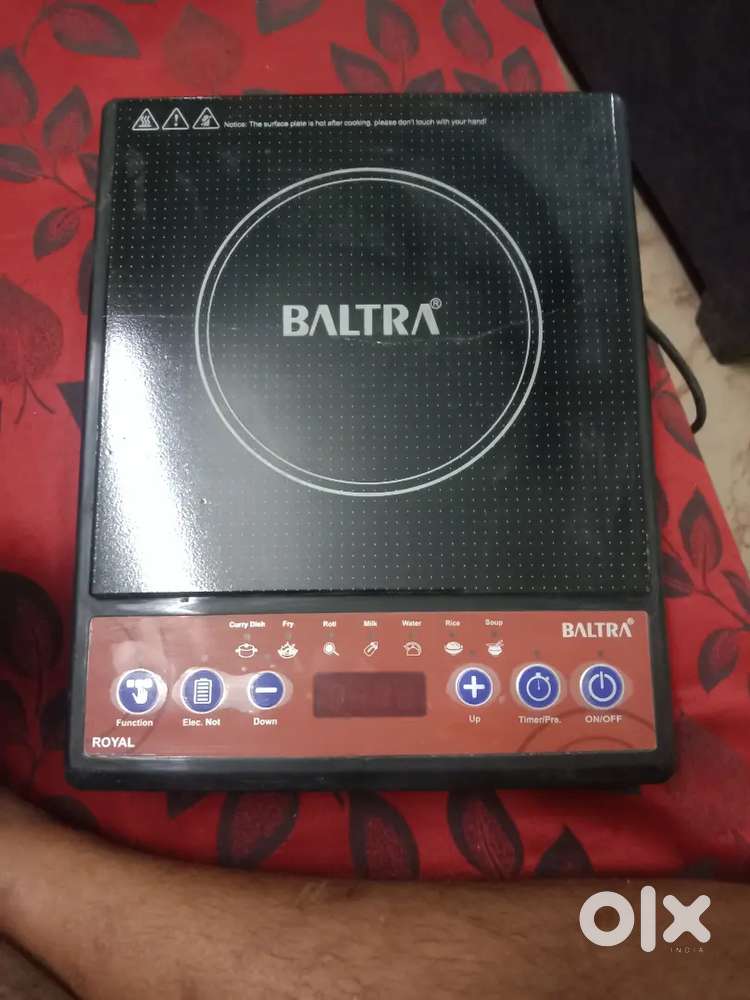 Notice: The surface plate is hot after cooking, please don't touch with your hand!
BALTRA®
Curry Dish Fry Roti Milk Water Rice Soup
BALTRA
Function Elec. Not Down Up Timer/Pre. ON/OFF
ROYAL
olx
INDIA